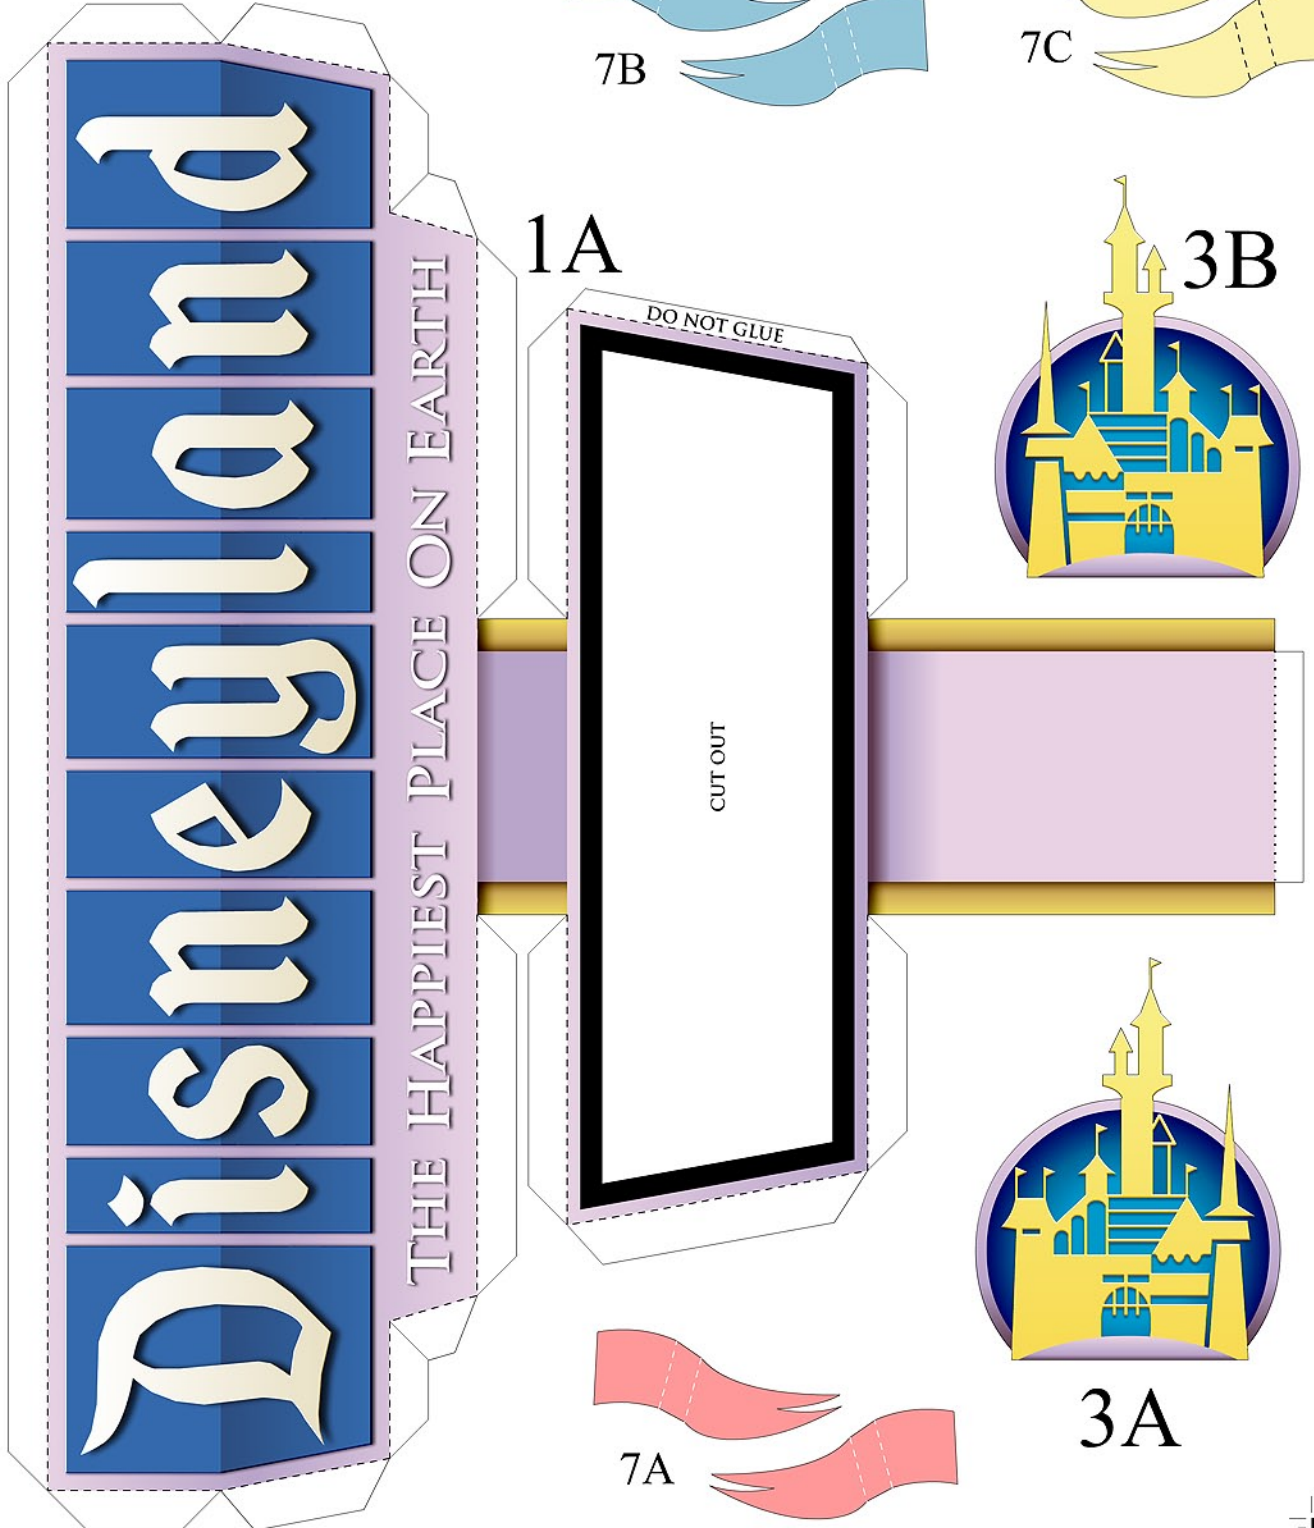 7B
7C
Disneyland
THE HAPPIEST PLACE ON EARTH
1A
DO NOT GLUE
CUT OUT
3B
3A
7A